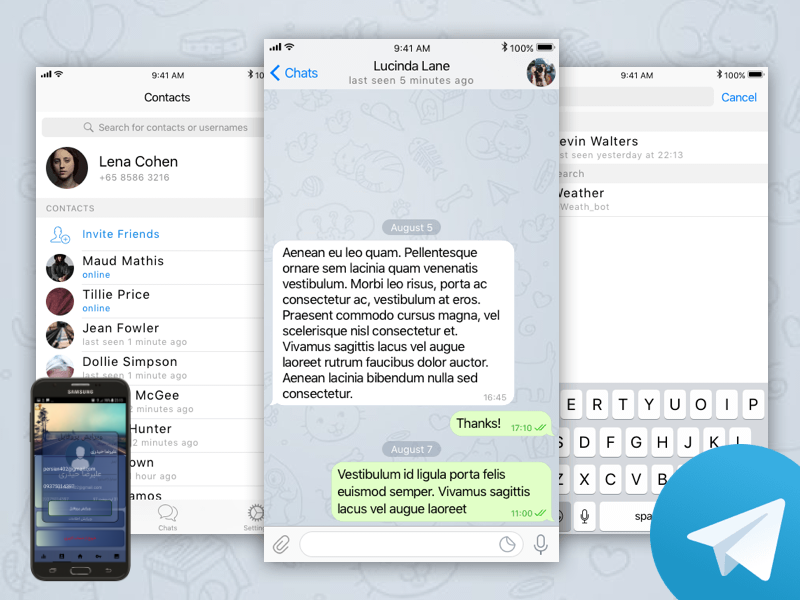 9:41 AM
Contacts
Search for contacts or usernames
Lena Cohen
+65 8586 3216
CONTACTS
Invite Friends
Maud Mathis
online
Tillie Price
online
Jean Fowler
last seen 1 minute ago
Dollie Simpson
last seen 1 minute ago
McGee
minutes ago
Hunter
2 minutes ago
own
hour ago
amos
Chats
Settin
9:41 AM 100%
Chats
Lucinda Lane
last seen 5 minutes ago
August 5
Aenean eu leo quam. Pellentesque
ornare sem lacinia quam venenatis
vestibulum. Morbi leo risus, porta ac
consectetur ac, vestibulum at eros.
Praesent commodo cursus magna, vel
scelerisque nisl consectetur et.
Vivamus sagittis lacus vel augue
laoreet rutrum faucibus dolor auctor.
Aenean lacinia bibendum nulla sed
consectetur.
16:45
Thanks! 17:10
August 7
Vestibulum id ligula porta felis
euismod semper. Vivamus sagittis
lacus vel augue laoreet
11:00
9:41 AM 100%
Cancel
evin Walters
st seen yesterday at 22:13
earch
Weather
Weath_bot
E R T Y U O I P
S D F G H J K L
Z X C V B
spa
SAMSUNG
علیرضا حیدری